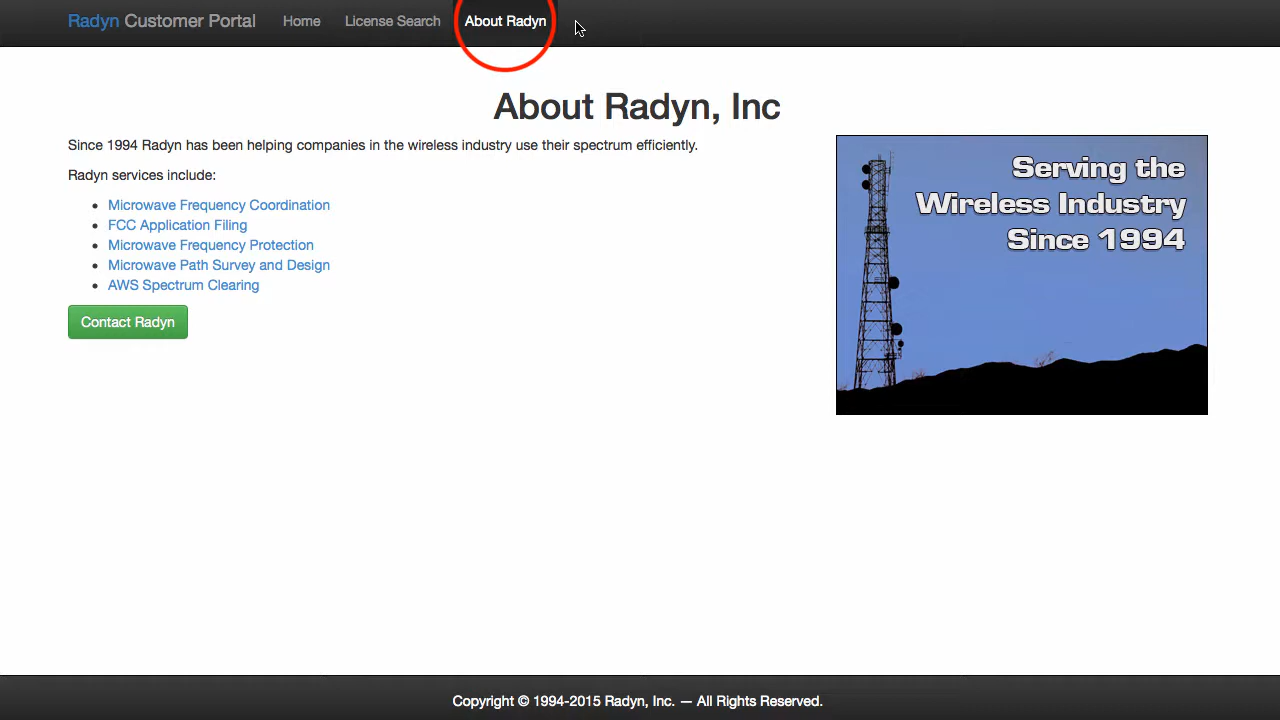 Radyn Customer Portal Home License Search About Radyn
About Radyn, Inc
Since 1994 Radyn has been helping companies in the wireless industry use their spectrum efficiently.
Radyn services include:
• Microwave Frequency Coordination
• FCC Application Filing
• Microwave Frequency Protection
• Microwave Path Survey and Design
• AWS Spectrum Clearing
Contact Radyn
Serving the
Wireless Industry
Since 1994
Copyright © 1994-2015 Radyn, Inc. — All Rights Reserved.